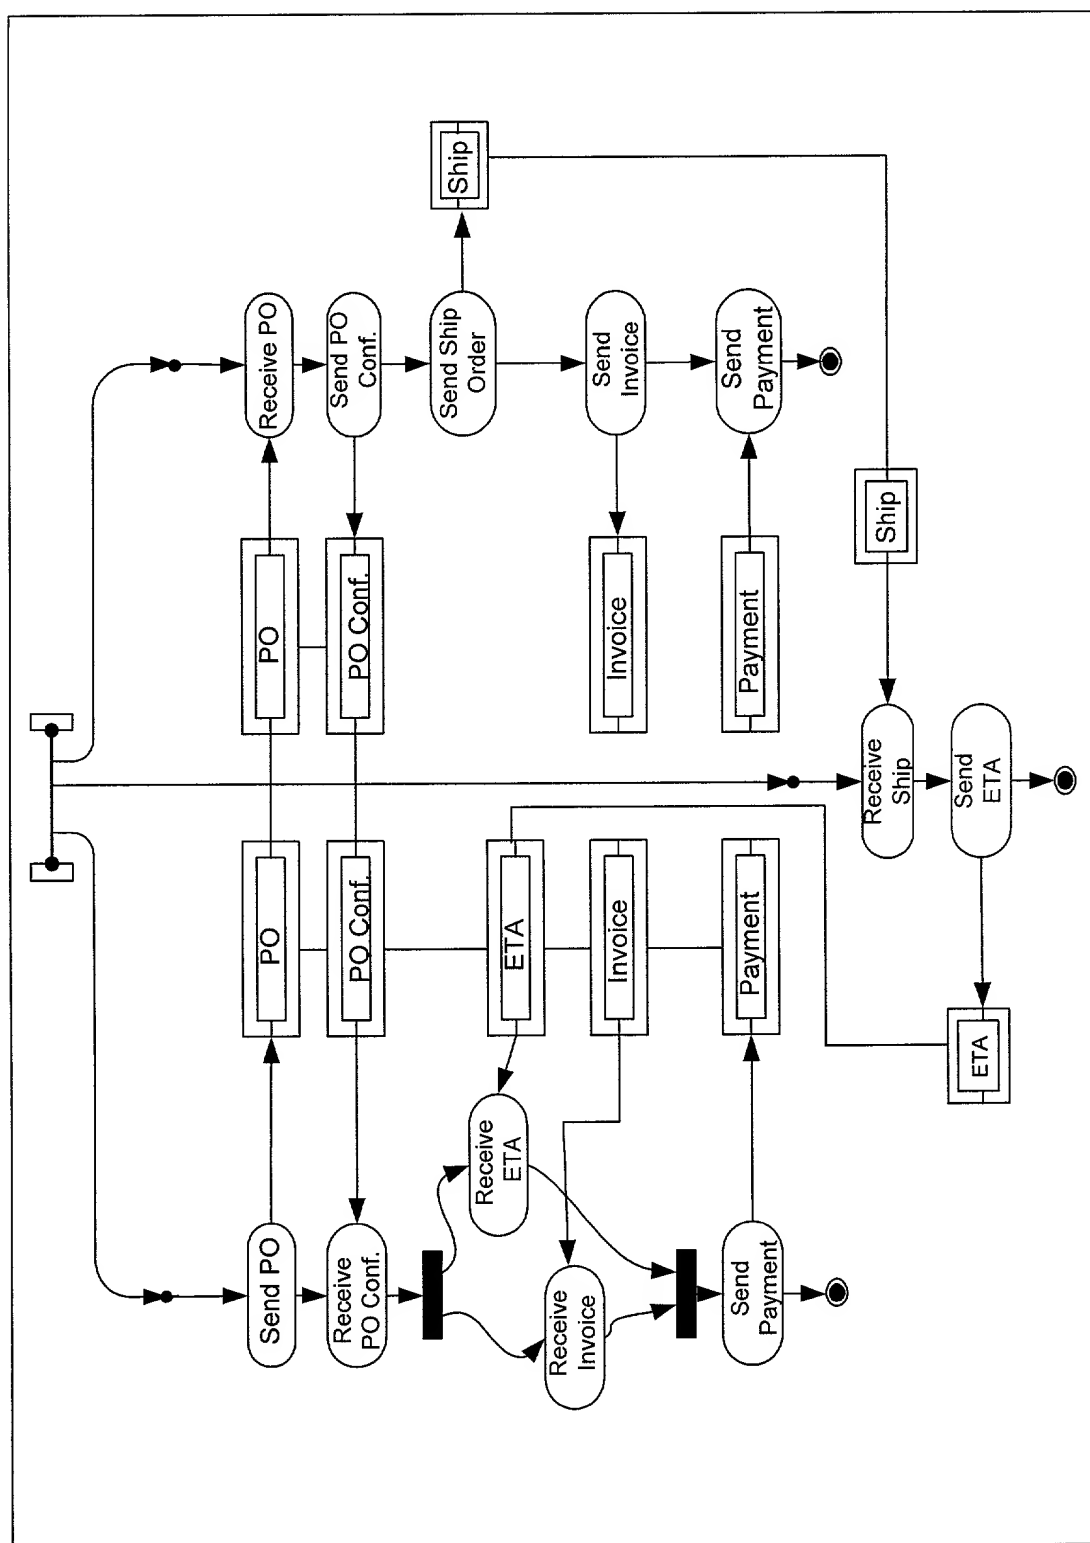 Send PO
Receive
PO Conf.
Receive
Invoice
Receive
ETA
Send
Payment
PO
PO Conf.
ETA
Invoice
Payment
ETA
PO
PO Conf.
Invoice
Payment
Receive
Ship
Send
ETA
Ship
Receive PO
Send PO
Conf.
Send Ship
Order
Send
Invoice
Send
Payment
Ship